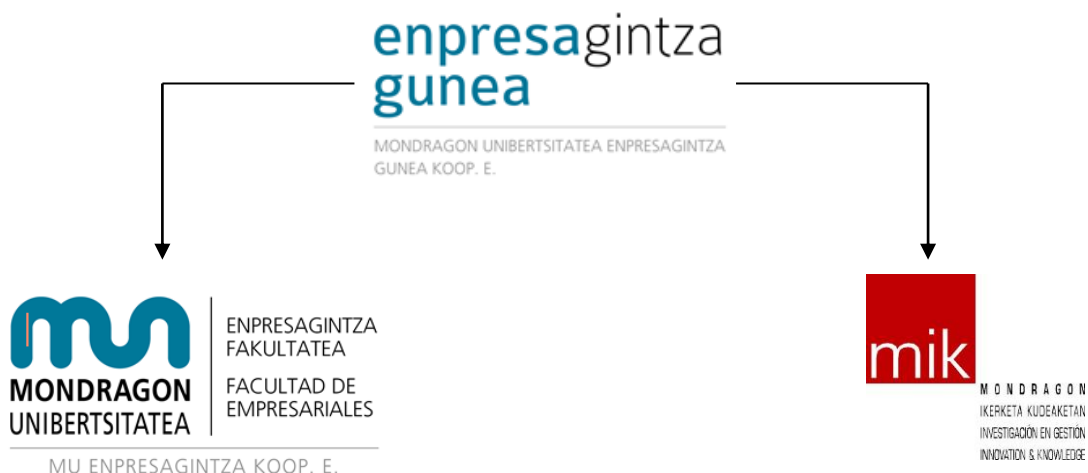 enpresagintza
gunea
MONDRAGON UNIBERTSITATEA ENPRESAGINTZA
GUNEA KOOP. E.
mu
MONDRAGON
UNIBERTSITATEA
ENPRESAGINTZA
FAKULTATEA
FACULTAD DE
EMPRESARIALES
MU ENPRESAGINTZA KOOP. E.
mik
MONDRAGON
IKERKETA KUDEAKETAN
INVESTIGACIÓN EN GESTIÓN
INNOVATION & KNOWLEDGE